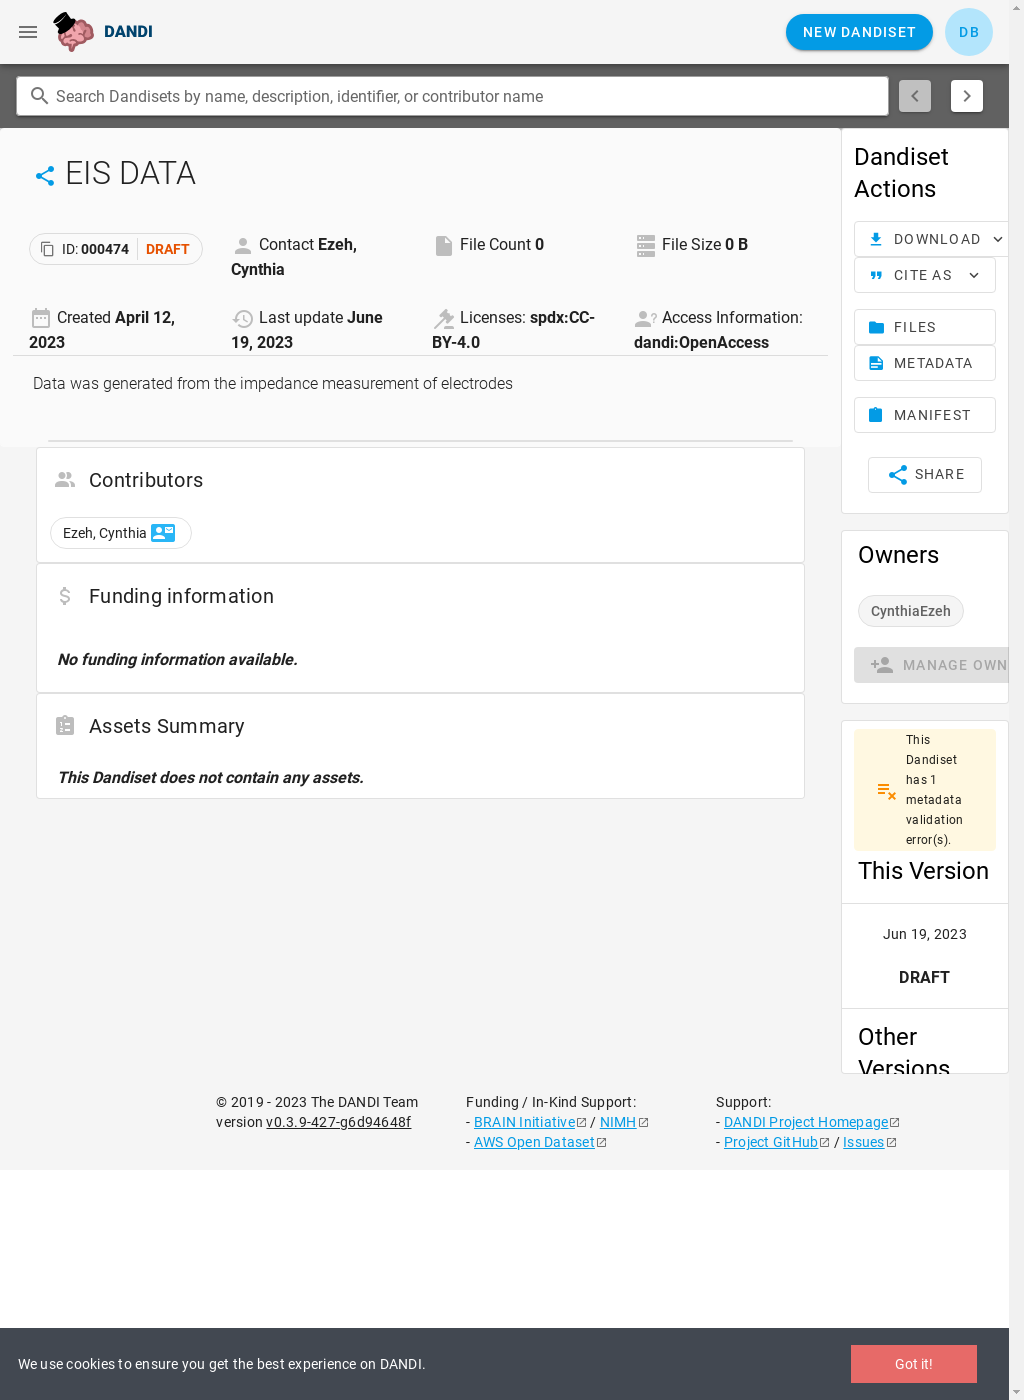 DANDI
NEW DANDISET
DB
Search Dandisets by name, description, identifier, or contributor name
EIS DATA
ID: 000474 DRAFT
Contact Ezeh,
Cynthia
File Count 0
File Size 0 B
Created April 12,
2023
Last update June
19, 2023
Licenses: spdx:CC-
BY-4.0
Access Information:
dandi:OpenAccess
Data was generated from the impedance measurement of electrodes
Contributors
Ezeh, Cynthia
Funding information
No funding information available.
Assets Summary
This Dandiset does not contain any assets.
Dandiset
Actions
DOWNLOAD
CITE AS
FILES
METADATA
MANIFEST
SHARE
Owners
CynthiaEzeh
MANAGE OWN
This
Dandiset
has 1
metadata
validation
error(s).
This Version
Jun 19, 2023
DRAFT
Other
Versions
© 2019 - 2023 The DANDI Team
version v0.3.9-427-g6d94648f
Funding / In-Kind Support:
- BRAIN Initiative / NIMH
- AWS Open Dataset
Support:
- DANDI Project Homepage
- Project GitHub / Issues
We use cookies to ensure you get the best experience on DANDI.
Got it!